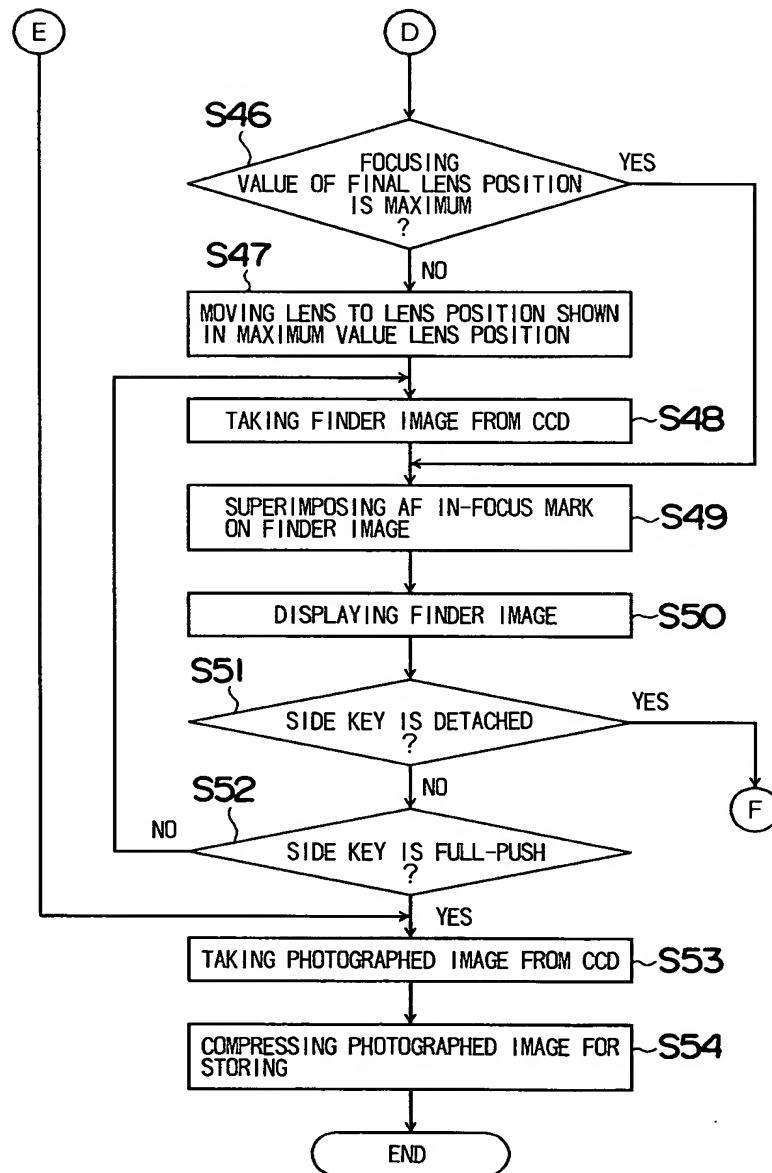 E
D
S46
FOCUSING
VALUE OF FINAL LENS POSITION
IS MAXIMUM
?
YES
S47
NO
MOVING LENS TO LENS POSITION SHOWN
IN MAXIMUM VALUE LENS POSITION
TAKING FINDER IMAGE FROM CCD
S48
SUPERIMPOSING AF IN-FOCUS MARK
ON FINDER IMAGE
S49
DISPLAYING FINDER IMAGE
S50
S51
SIDE KEY IS DETACHED
?
YES
NO
F
S52
NO
SIDE KEY IS FULL-PUSH
?
YES
TAKING PHOTOGRAPHED IMAGE FROM CCD
S53
COMPRESSING PHOTOGRAPHED IMAGE FOR
STORING
S54
END